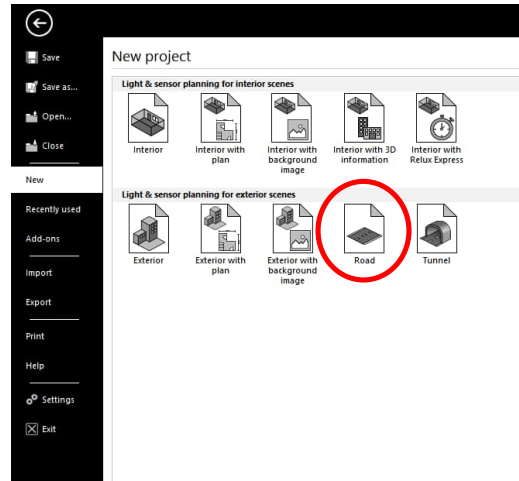 New project
Save
Save as...
Open...
Close
New
Recently used
Add-ons
Import
Export
Print
Help
Settings
Exit
Light & sensor planning for interior scenes
Interior
Interior with
plan
Interior with
background
image
Interior with 3D
information
Interior with
Relux Express
Light & sensor planning for exterior scenes
Exterior
Exterior with
plan
Exterior with
background
image
Road
Tunnel